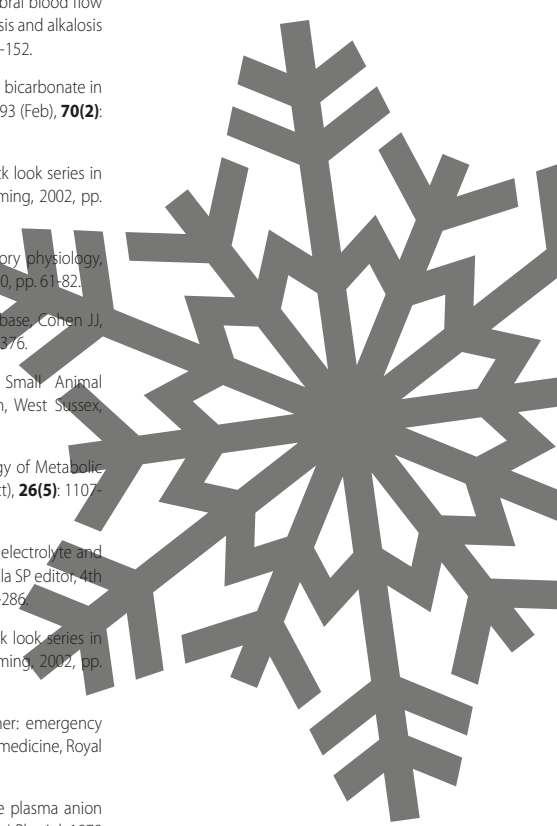 bral blood flow
sis and alkalosis
-152.
bicarbonate in
93 (Feb), 70(2):
k look series in
ming, 2002, pp.
ory physiology,
0, pp. 61-82.
base, Cohen JJ,
376.
Small Animal
n, West Sussex,
gy of Metabolic
t), 26(5): 1107-
electrolyte and
la SP editor, 4th
-286.
k look series in
ming, 2002, pp.
ner: emergency
medicine, Royal
e plasma anion